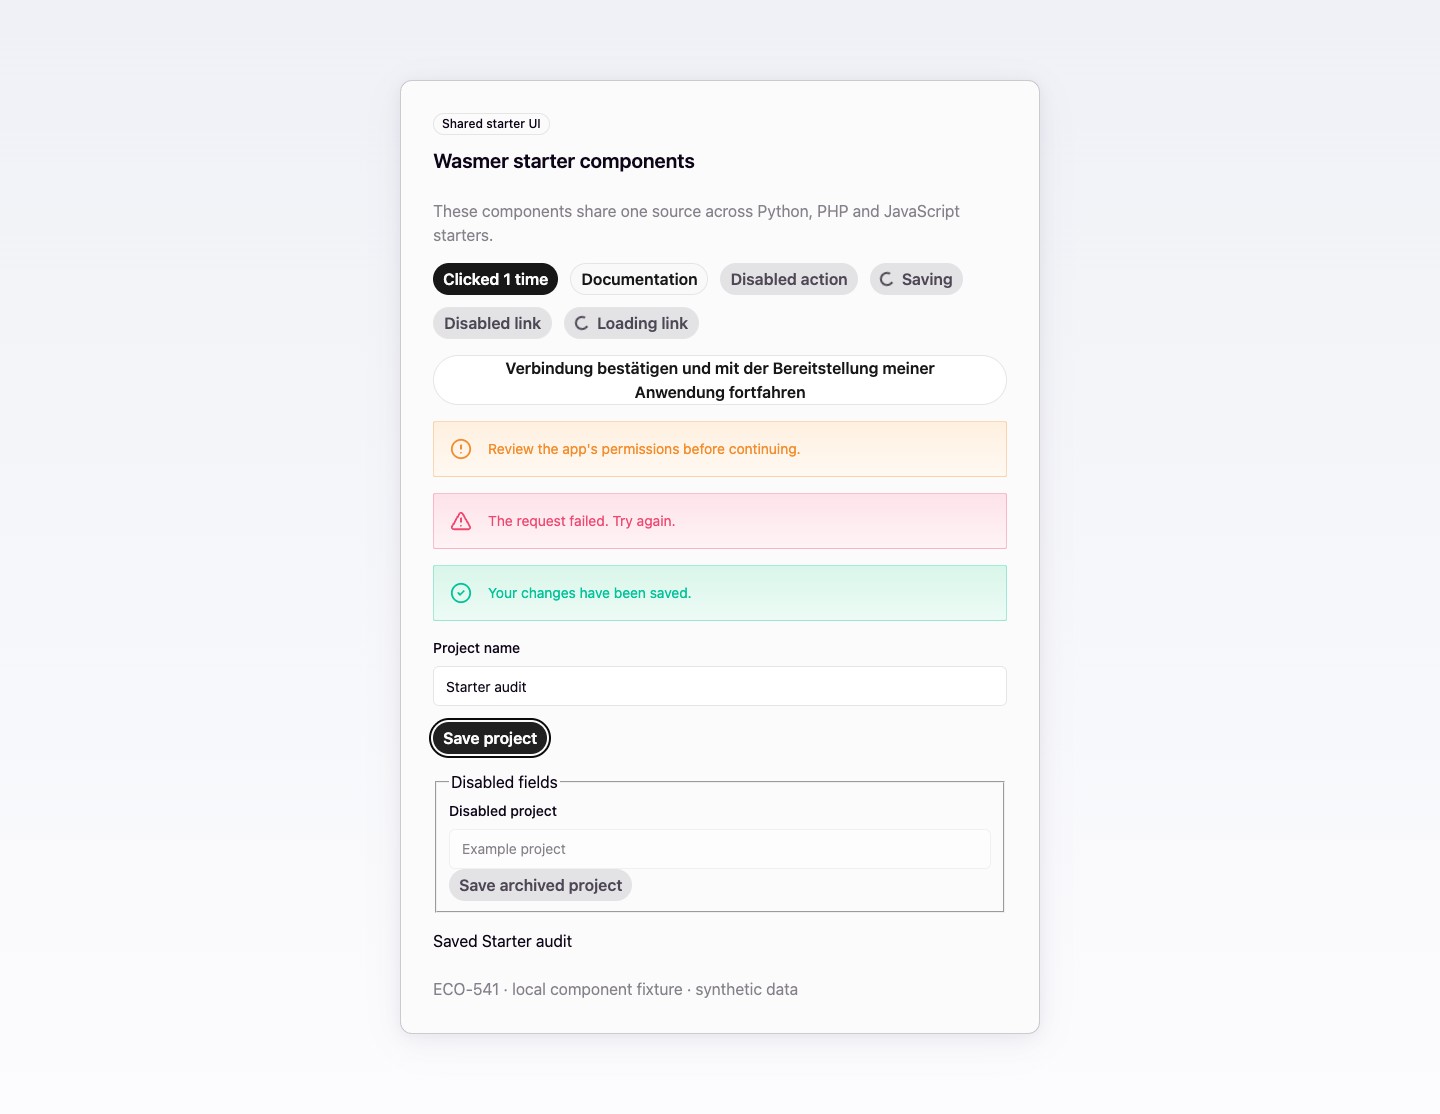 Shared starter UI
Wasmer starter components
These components share one source across Python, PHP and JavaScript
starters.
Clicked 1 time
Documentation
Disabled action
Saving
Disabled link
Loading link
Verbindung bestätigen und mit der Bereitstellung meiner
Anwendung fortfahren
Review the app's permissions before continuing.
The request failed. Try again.
Your changes have been saved.
Project name
Starter audit
Save project
Disabled fields
Disabled project
Example project
Save archived project
Saved Starter audit
ECO-541 · local component fixture · synthetic data